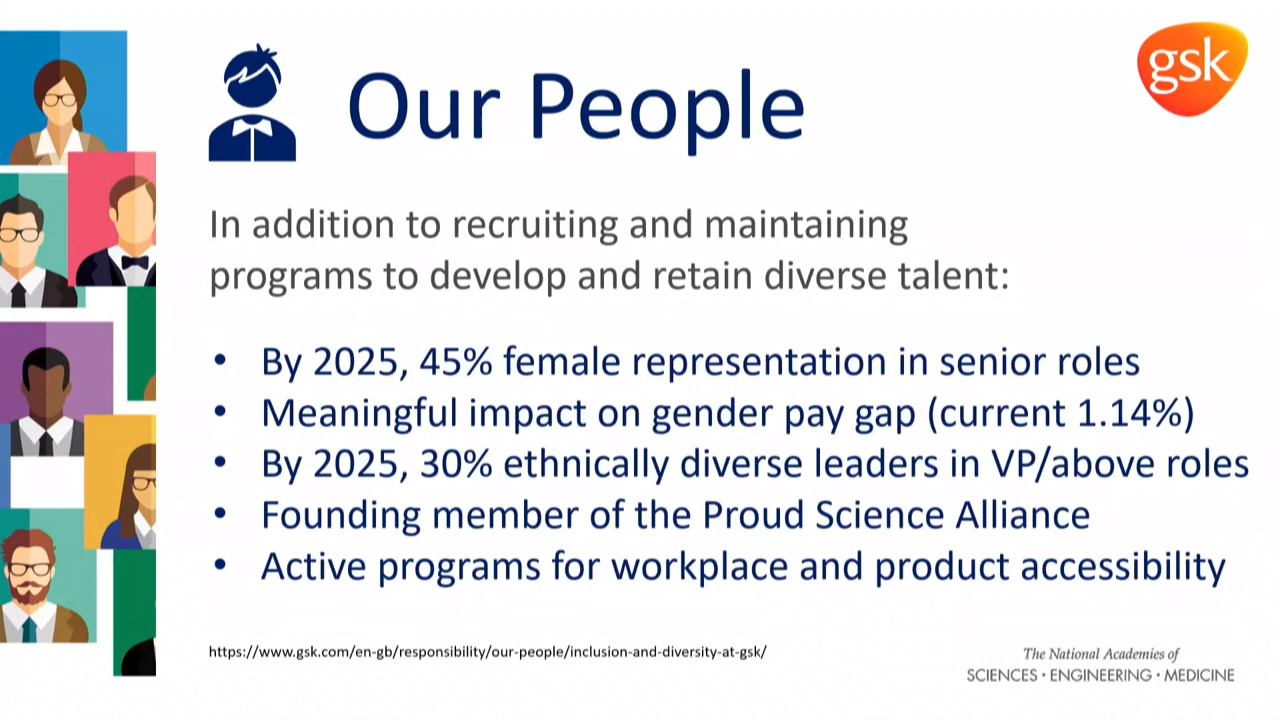 gsk
Our People
In addition to recruiting and maintaining
programs to develop and retain diverse talent:
• By 2025, 45% female representation in senior roles
• Meaningful impact on gender pay gap (current 1.14%)
• By 2025, 30% ethnically diverse leaders in VP/above roles
• Founding member of the Proud Science Alliance
• Active programs for workplace and product accessibility
https://www.gsk.com/en-gb/responsibility/our-people/inclusion-and-diversity-at-gsk/
The National Academies of
SCIENCES · ENGINEERING · MEDICINE